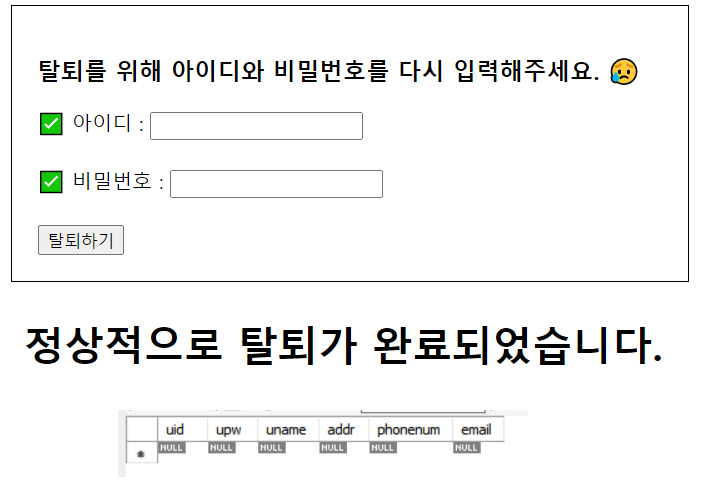 탈퇴를 위해 아이디와 비밀번호를 다시 입력해주세요. 😥
✅ 아이디 :
✅ 비밀번호 :
탈퇴하기
정상적으로 탈퇴가 완료되었습니다.
uid upw uname addr phonenum email
* NULL NULL NULL NULL NULL NULL